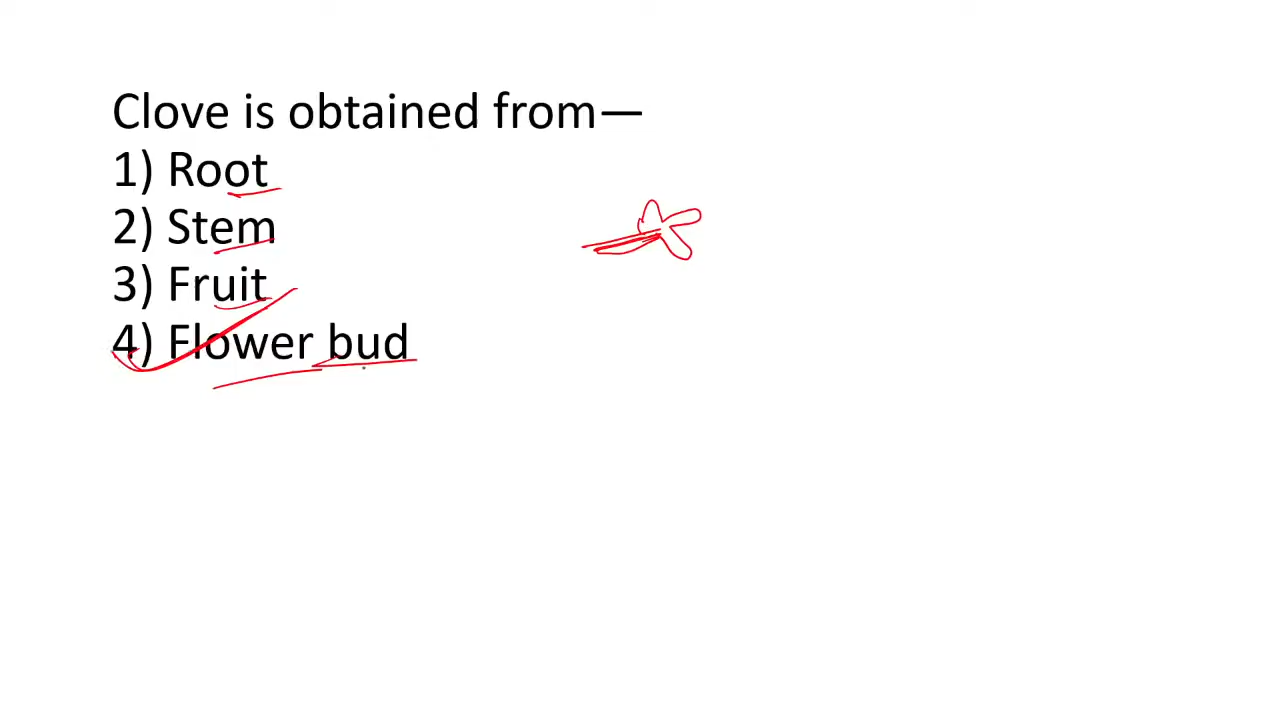 Clove is obtained from—
1) Root
2) Stem
3) Fruit
4) Flower bud